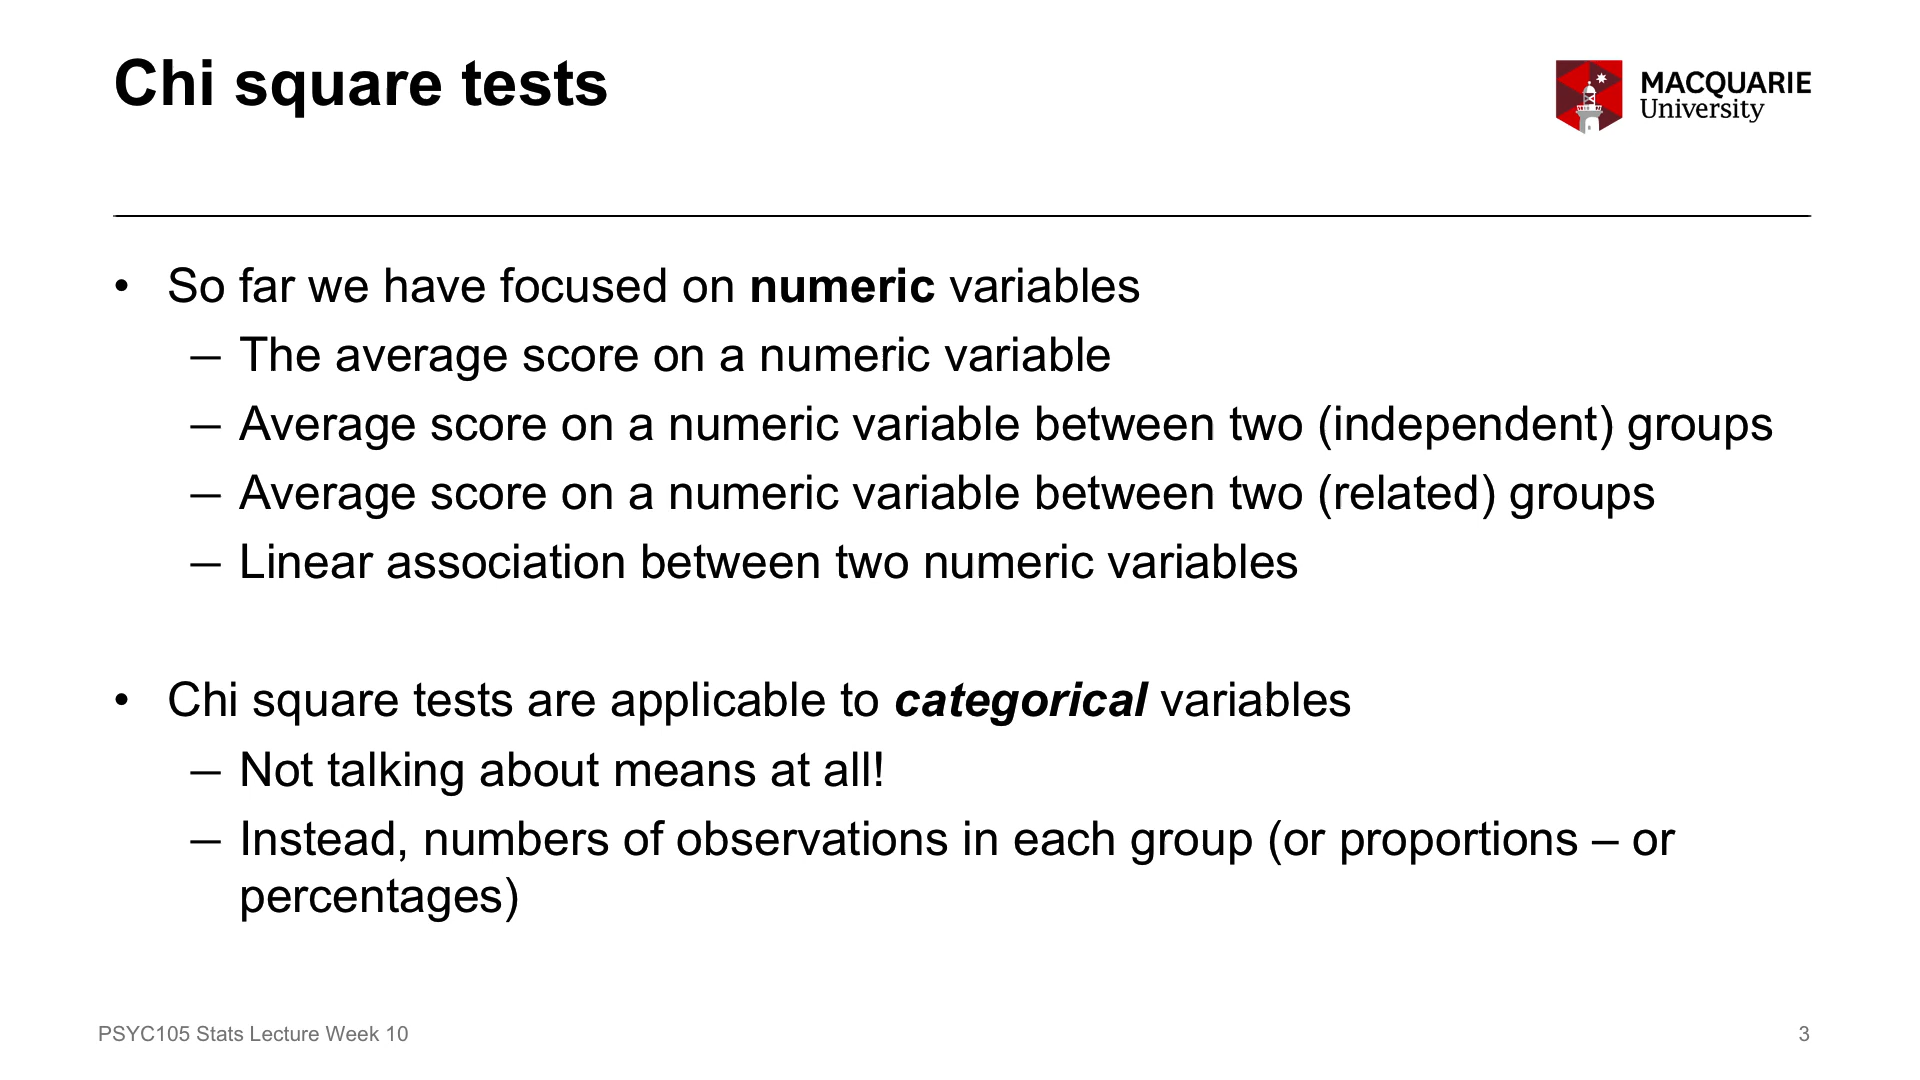 Chi square tests
MACQUARIE
University
• So far we have focused on numeric variables
— The average score on a numeric variable
— Average score on a numeric variable between two (independent) groups
— Average score on a numeric variable between two (related) groups
— Linear association between two numeric variables
• Chi square tests are applicable to categorical variables
— Not talking about means at all!
— Instead, numbers of observations in each group (or proportions – or
percentages)
PSYC105 Stats Lecture Week 10
3